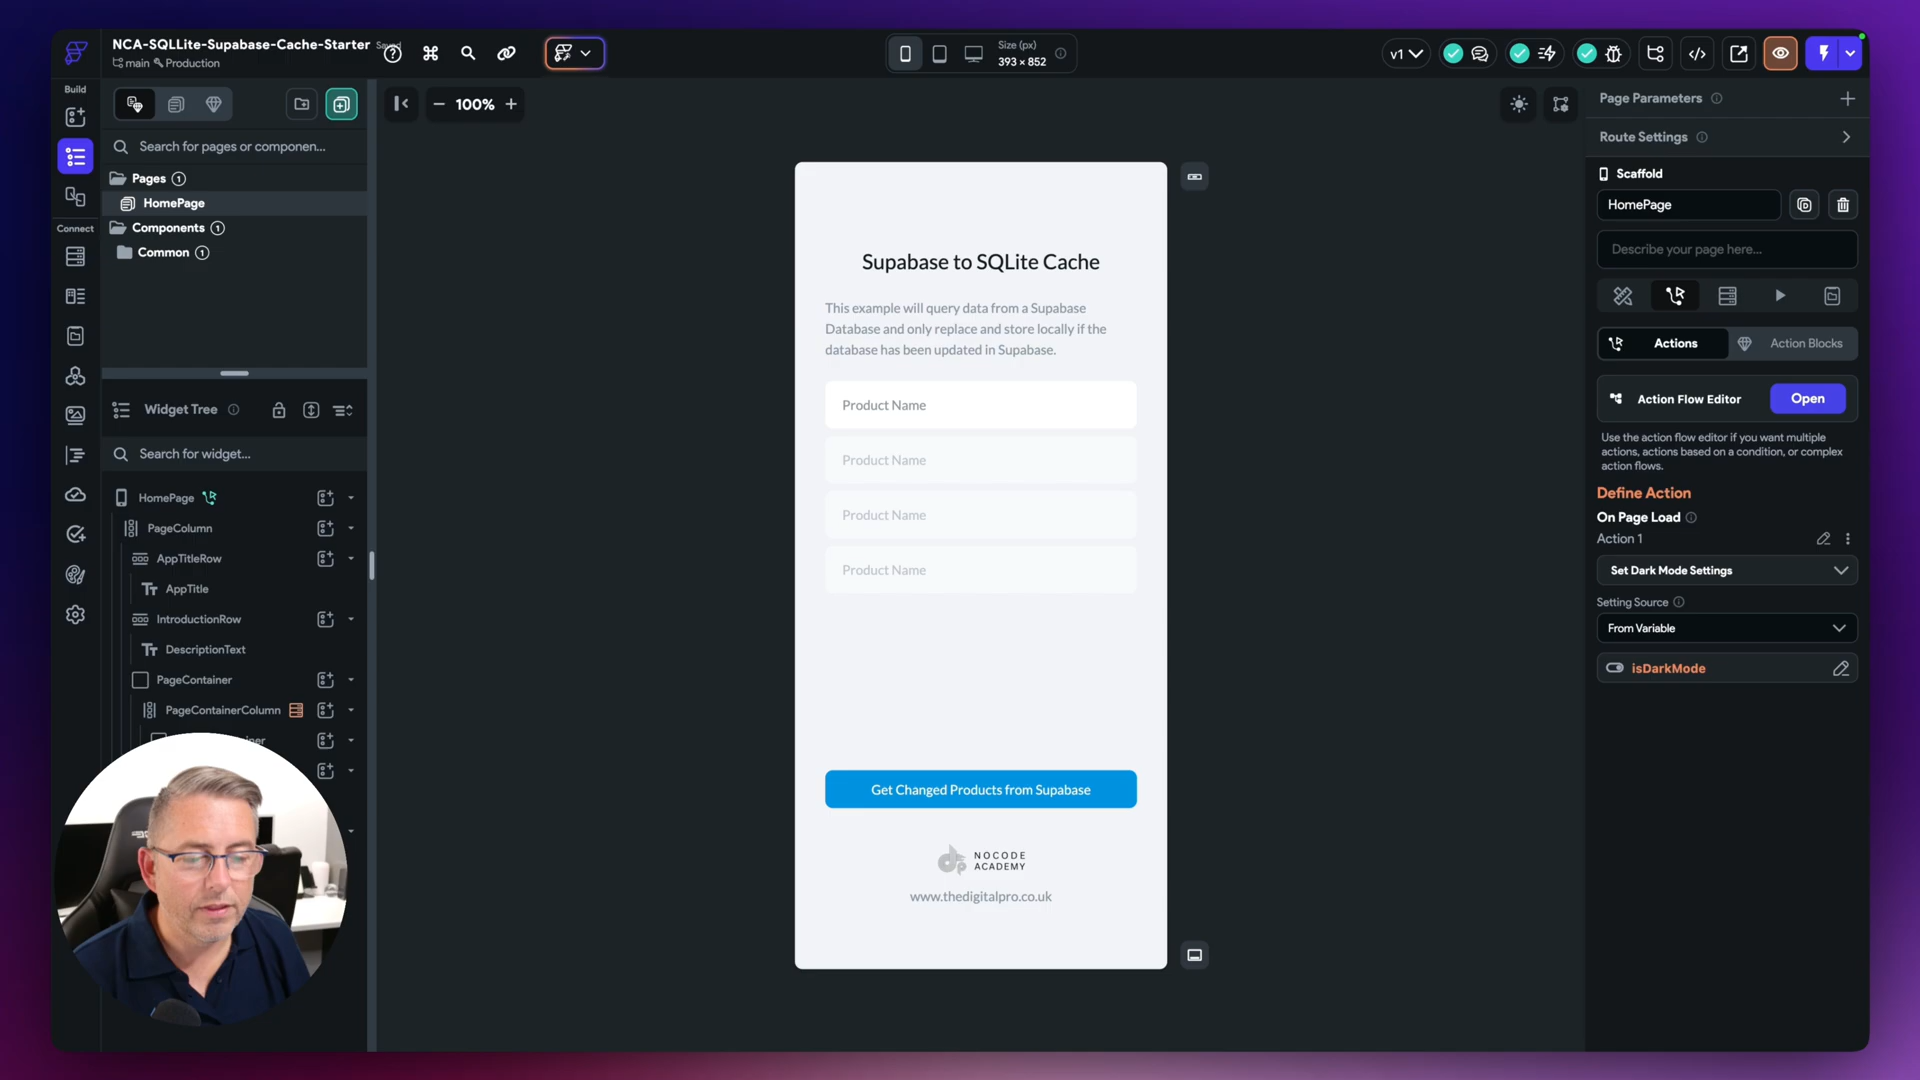 NCA-SQLLite-Supabase-Cache-Starter
Saved
main Production
Size (px)
393 × 852
v1
Build
100%
Page Parameters
Search for pages or componen...
Route Settings
Pages 1
Scaffold
HomePage
HomePage
Components 1
Connect
Common 1
Describe your page here...
Supabase to SQLite Cache
This example will query data from a Supabase
Database and only replace and store locally if the
database has been updated in Supabase.
Actions
Action Blocks
Action Flow Editor
Open
Product Name
Widget Tree
Use the action flow editor if you want multiple
actions, actions based on a condition, or complex
action flows.
Search for widget...
Product Name
Define Action
HomePage
On Page Load
Product Name
PageColumn
Action 1
AppTitleRow
Product Name
Set Dark Mode Settings
AppTitle
Setting Source
IntroductionRow
From Variable
DescriptionText
isDarkMode
PageContainer
PageContainerColumn
Get Changed Products from Supabase
NOCODE
ACADEMY
www.thedigitalpro.co.uk